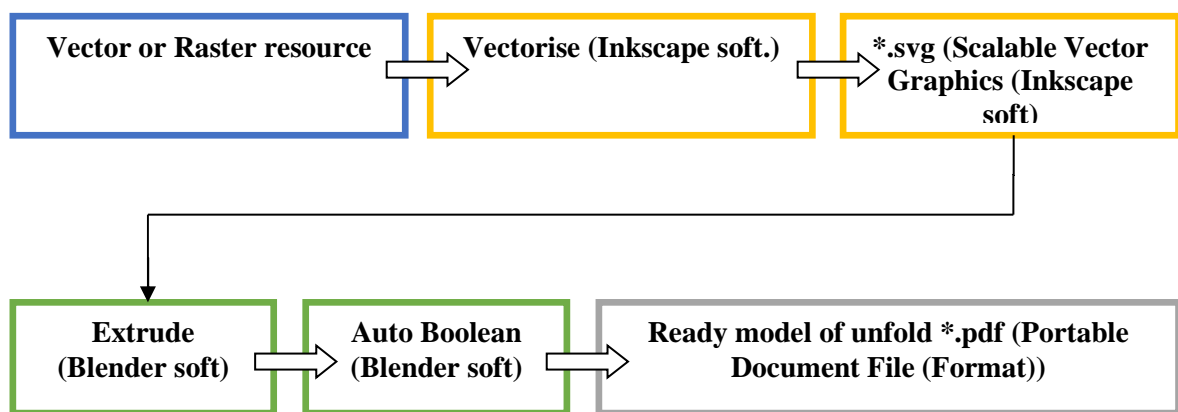 Vector or Raster resource
Vectorise (Inkscape soft.)
*.svg (Scalable Vector
Graphics (Inkscape
soft)
Extrude
(Blender soft)
Auto Boolean
(Blender soft)
Ready model of unfold *.pdf (Portable
Document File (Format))